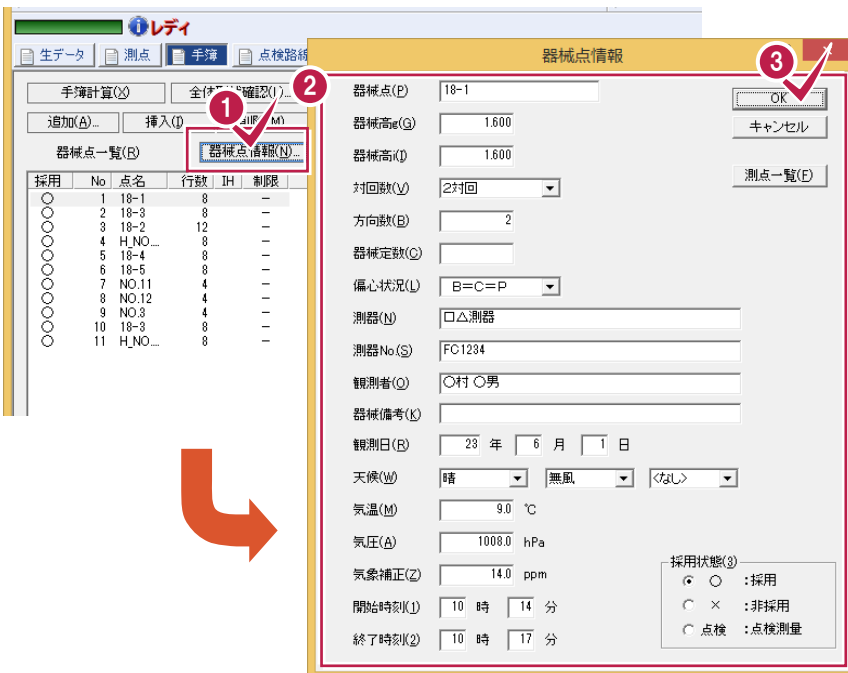 レディ
生データ 測点 手簿 点検路線
手簿計算(X)
追加(A)... 挿入(I)
器械点一覧(R) 器械点情報(N)...
採用 No 点名 行数 IH 制限
○ 1 18-1 8 −
○ 2 18-3 8 −
○ 3 18-2 12 −
○ 4 H_NO.... 8 −
○ 5 18-4 8 −
○ 6 18-5 8 −
○ 7 NO.11 4 −
○ 8 NO.12 4 −
○ 9 NO.3 4 −
○ 10 18-3 8 −
○ 11 H_NO.... 8 −
1
2
3
器械点情報
器械点(P) 18-1
器械高g(G) 1.600
器械高i(I) 1.600
対回数(V) 2対回
方向数(B) 2
器械定数(C)
偏心状況(L) B=C=P
測器(N) □△測器
測器No.(S) FC1234
観測者(O) ○村 ○男
器械備考(K)
観測日(R) 23 年 6 月 1 日
天候(W) 晴 無風 <なし>
気温(M) 9.0 ℃
気圧(A) 1008.0 hPa
気象補正(Z) 14.0 ppm
開始時刻(1) 10 時 14 分
終了時刻(2) 10 時 17 分
OK
キャンセル
測点一覧(F)
採用状態(3)
○ :採用
× :非採用
点検 :点検測量